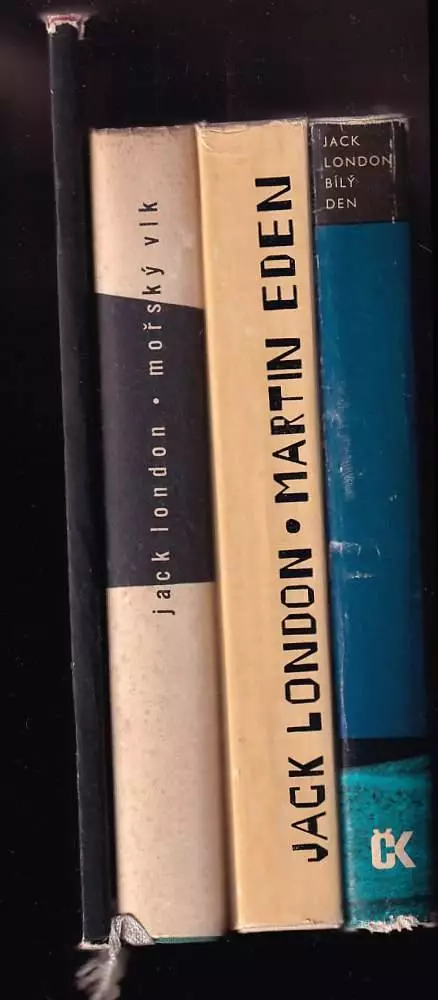 jack london • mořský vlk
JACK LONDON • MARTIN EDEN
JACK
LONDON
BÍLÝ
DEN
ČK